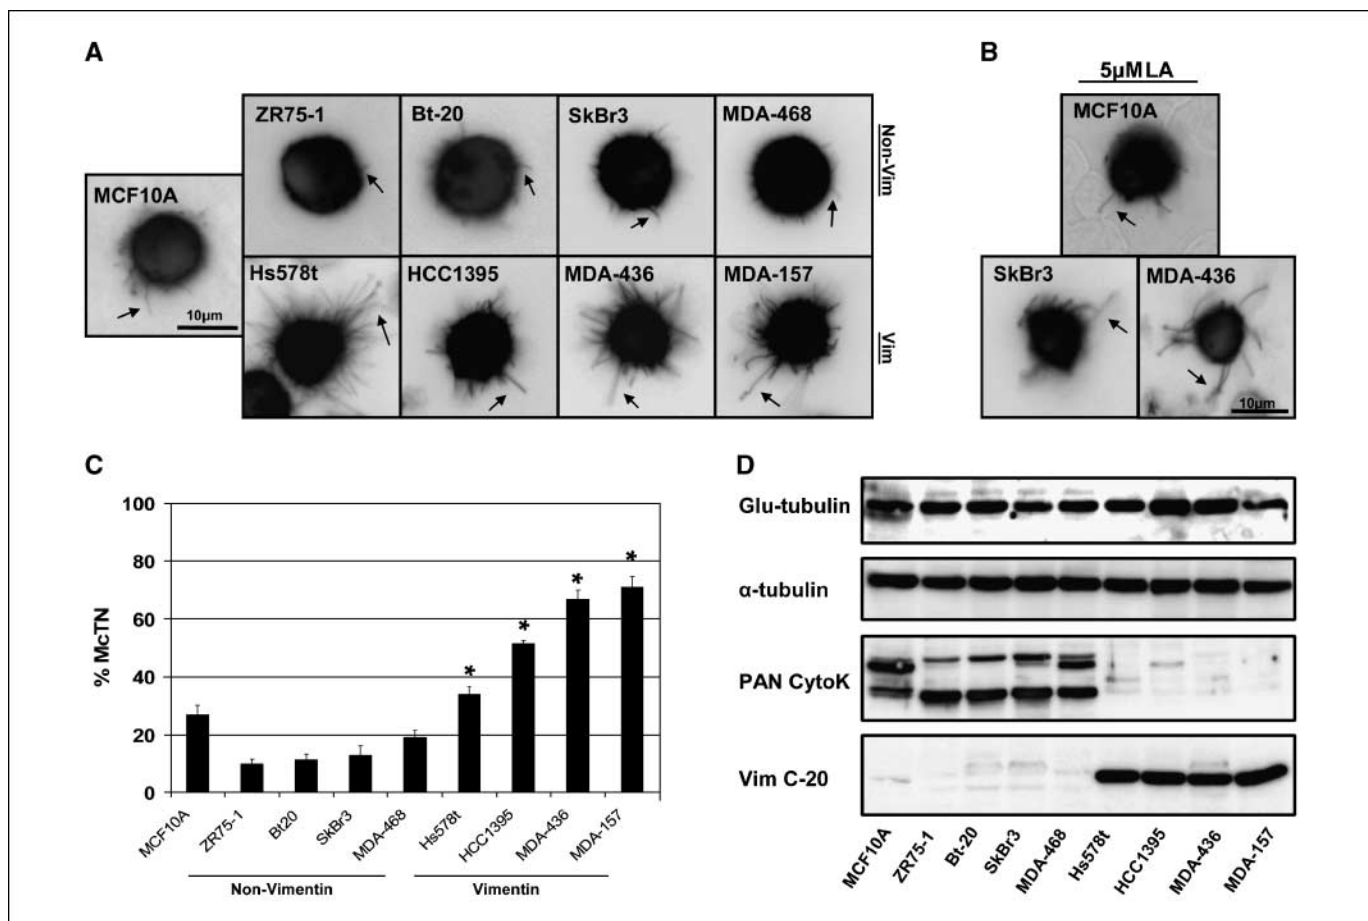 A
ZR75-1
Bt-20
SkBr3
MDA-468
Non-Vim
MCF10A
10μm
Hs578t
HCC1395
MDA-436
MDA-157
Vim
B
5μM LA
MCF10A
SkBr3
MDA-436
10μm
C
% McTN
100
80
60
40
20
0
*
*
*
*
MCF10A
ZR75-1
Bt20
SkBr3
MDA-468
Hs578t
HCC1395
MDA-436
MDA-157
Non-Vimentin
Vimentin
D
Glu-tubulin
α-tubulin
PAN CytoK
Vim C-20
MCF10A
ZR75-1
Bt-20
SkBr3
MDA-468
Hs578t
HCC1395
MDA-436
MDA-157